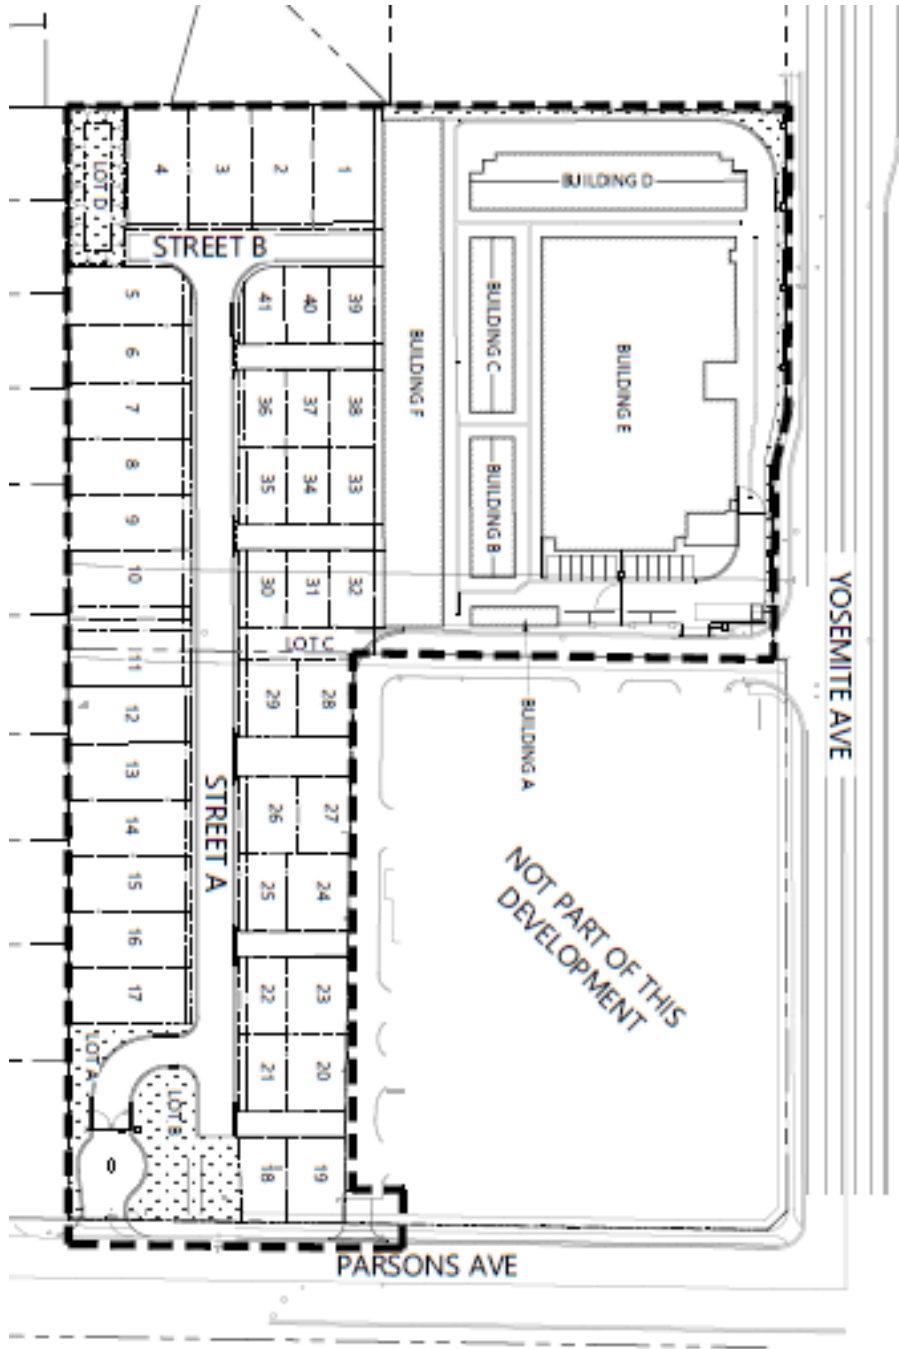 LOT D
4
3
2
1
BUILDING D
STREET B
5
41
40
39
BUILDING C
BUILDING F
BUILDING E
6
7
36
37
38
8
35
34
33
BUILDING B
9
10
30
31
32
YOSEMITE AVE
LOT C
11
12
29
28
BUILDING A
13
STREET A
14
26
27
15
25
24
NOT PART OF THIS
DEVELOPMENT
16
17
22
23
LOT A
LOT B
21
20
18
19
PARSONS AVE